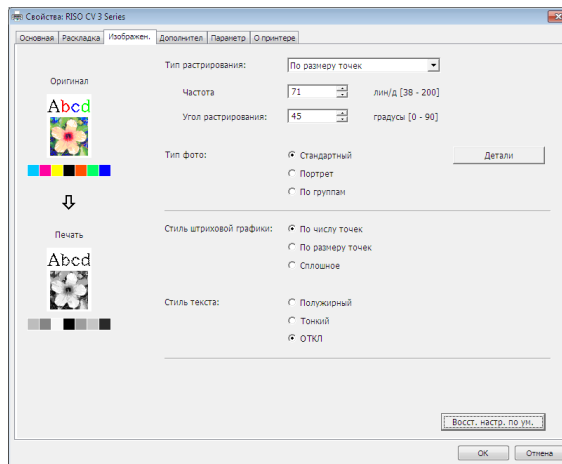 Свойства: RISO CV 3 Series
Основная Раскладка Изображен. Дополнител Параметр О принтере
Оригинал
Abcd
Печать
Abcd
Тип растрирования: По размеру точек
Частота 71 лин/д [38 - 200]
Угол растрирования: 45 градусы [0 - 90]
Тип фото: Стандартный Детали
Портрет
По группам
Стиль штриховой графики: По числу точек
По размеру точек
Сплошное
Стиль текста: Полужирный
Тонкий
ОТКЛ
Восст. настр. по ум.
OK Отмена